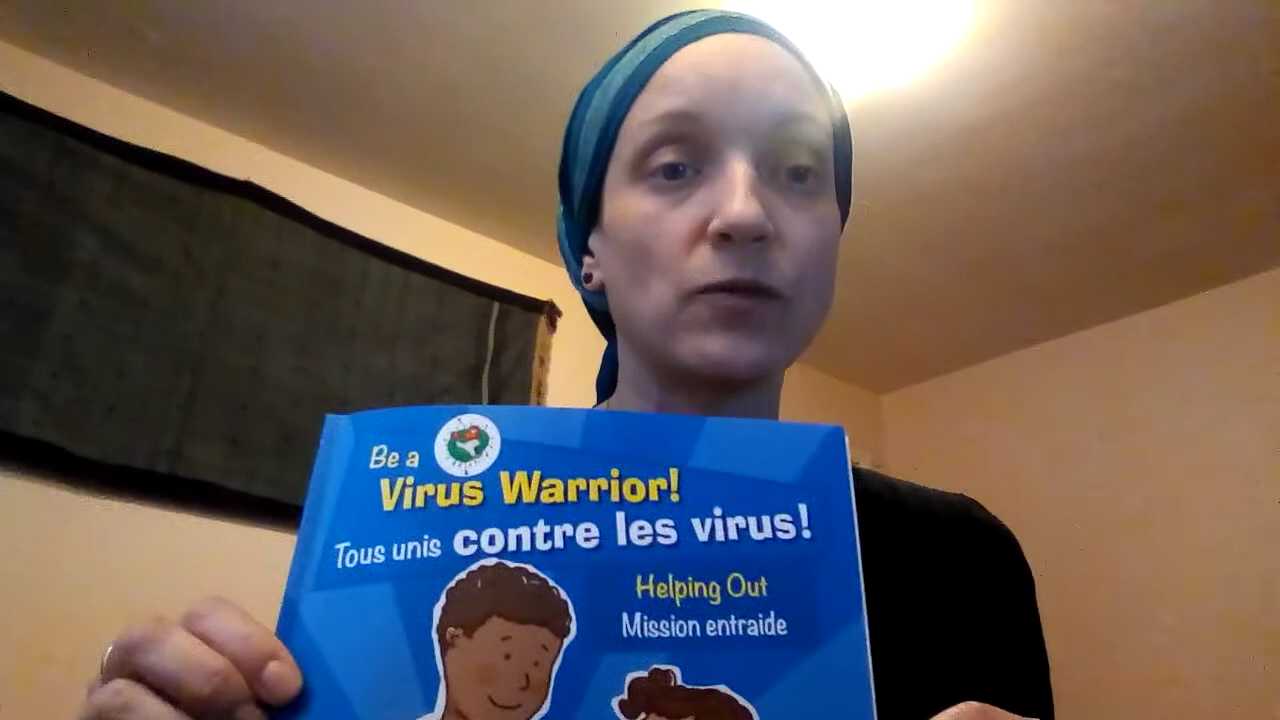 Be a
Virus Warrior!
Tous unis contre les virus!
Helping Out
Mission entraide